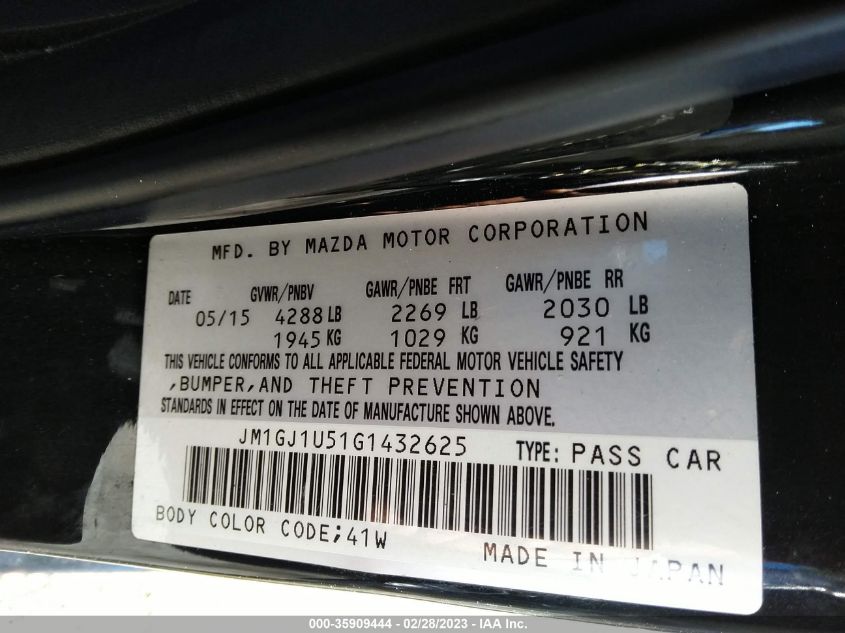 MFD. BY MAZDA MOTOR CORPORATION
DATE GVWR/PNBV GAWR/PNBE FRT GAWR/PNBE RR
05/15 4288 LB 2269 LB 2030 LB
1945 KG 1029 KG 921 KG
THIS VEHICLE CONFORMS TO ALL APPLICABLE FEDERAL MOTOR VEHICLE SAFETY
,BUMPER,AND THEFT PREVENTION
STANDARDS IN EFFECT ON THE DATE OF MANUFACTURE SHOWN ABOVE.
JM1GJ1U51G1432625 TYPE: PASS CAR
BODY COLOR CODE;41W
MADE IN JAPAN
000-35909444 - 02/28/2023 - IAA Inc.